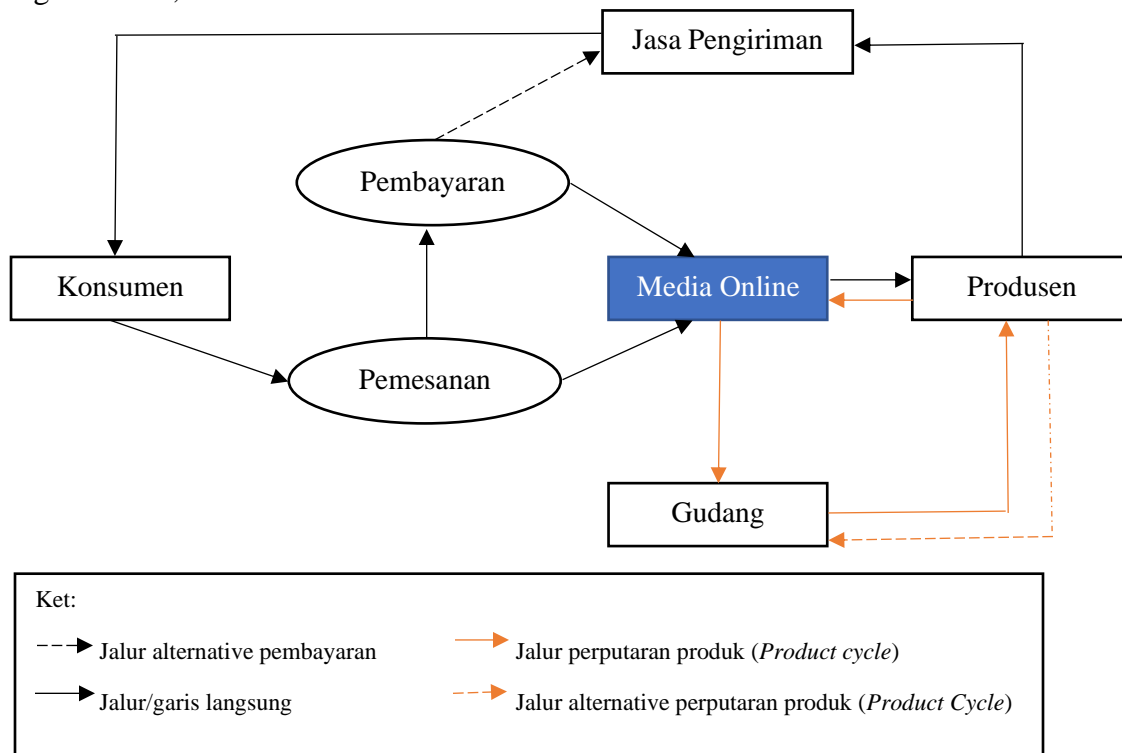 Jasa Pengiriman
Pembayaran
Konsumen
Media Online
Produsen
Pemesanan
Gudang
Ket:
Jalur alternative pembayaran
Jalur perputaran produk (Product cycle)
Jalur/garis langsung
Jalur alternative perputaran produk (Product Cycle)